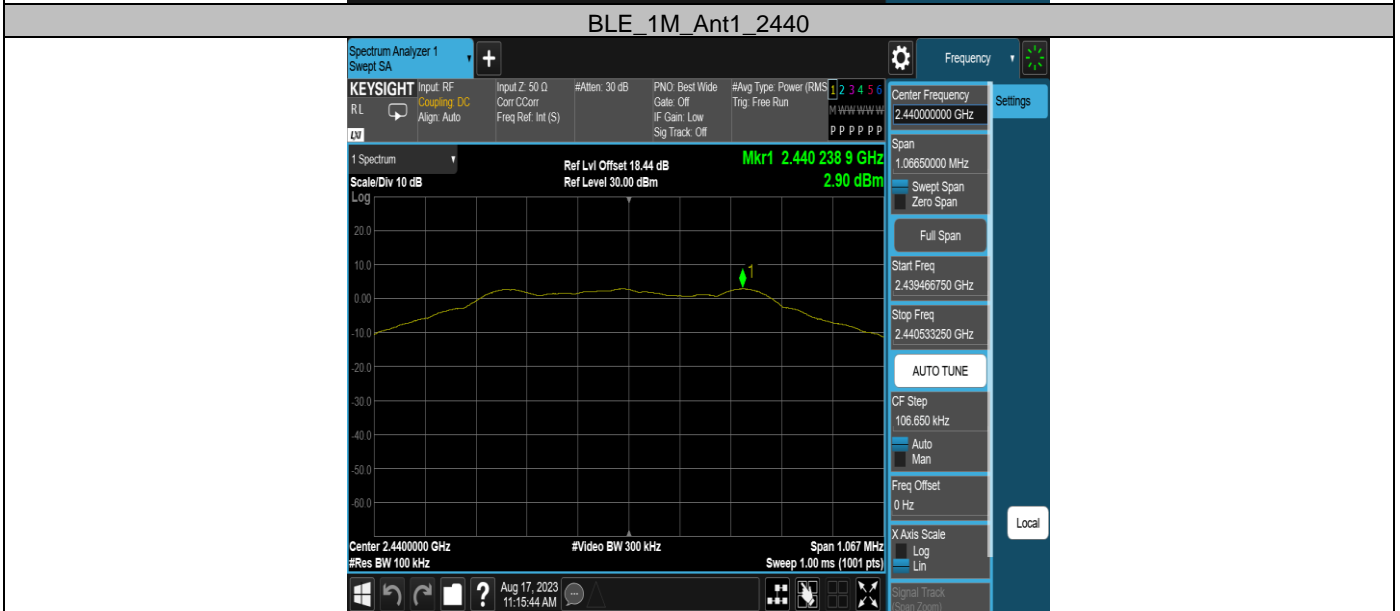 BLE_1M_Ant1_2440
Spectrum Analyzer 1
Swept SA
+
Frequency
KEYSIGHT
RL
LXI
Input: RF
Coupling: DC
Align: Auto
Input Z: 50 Ω
Corr CCorr
Freq Ref: Int (S)
#Atten: 30 dB
PNO: Best Wide
Gate: Off
IF Gain: Low
Sig Track: Off
#Avg Type: Power (RMS
Trig: Free Run
1 2 3 4 5 6
M W W W W W
P P P P P P
1 Spectrum
Scale/Div 10 dB
Ref Lvl Offset 18.44 dB
Ref Level 30.00 dBm
Mkr1 2.440 238 9 GHz
2.90 dBm
Log
20.0
10.0
0.00
-10.0
-20.0
-30.0
-40.0
-50.0
-60.0
1
Center 2.4400000 GHz
#Res BW 100 kHz
#Video BW 300 kHz
Span 1.067 MHz
Sweep 1.00 ms (1001 pts)
Center Frequency
2.440000000 GHz
Settings
Span
1.06650000 MHz
Swept Span
Zero Span
Full Span
Start Freq
2.439466750 GHz
Stop Freq
2.440533250 GHz
AUTO TUNE
CF Step
106.650 kHz
Auto
Man
Freq Offset
0 Hz
X Axis Scale
Log
Lin
Local
Signal Track
(Span Zoom)
?
Aug 17, 2023
11:15:44 AM